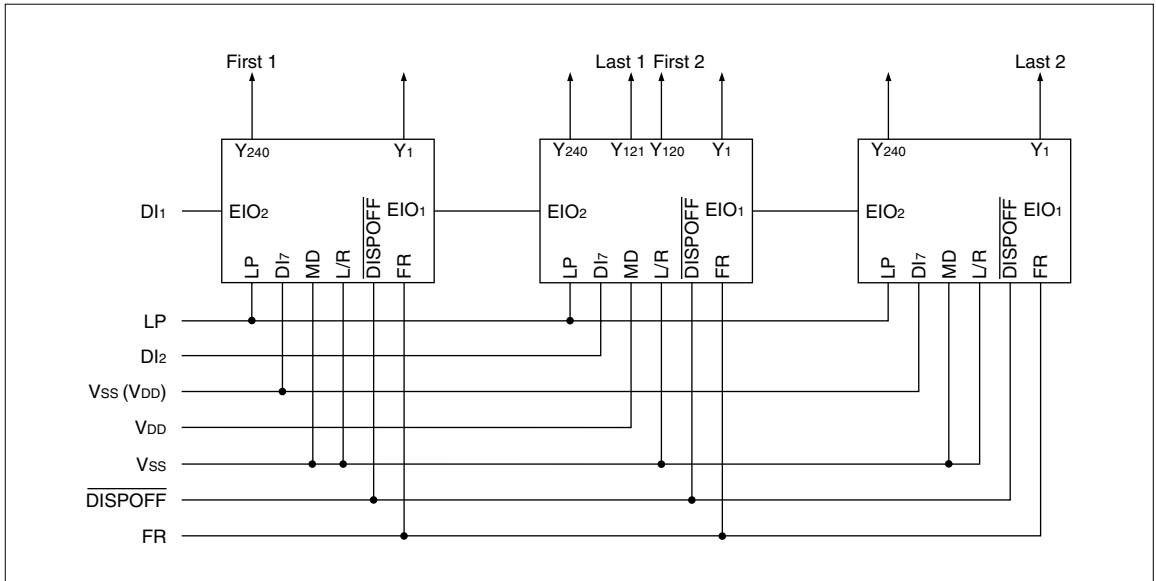 First 1 Last 1 First 2 Last 2
Y240 Y1 Y240 Y121 Y120 Y1 Y240 Y1
DI1 EIO2 EIO1 EIO2 EIO1 EIO2 EIO1
LP DI7 MD L/R DISPOFF FR LP DI7 MD L/R DISPOFF FR LP DI7 MD L/R DISPOFF FR
LP
DI2
VSS (VDD)
VDD
VSS
DISPOFF
FR